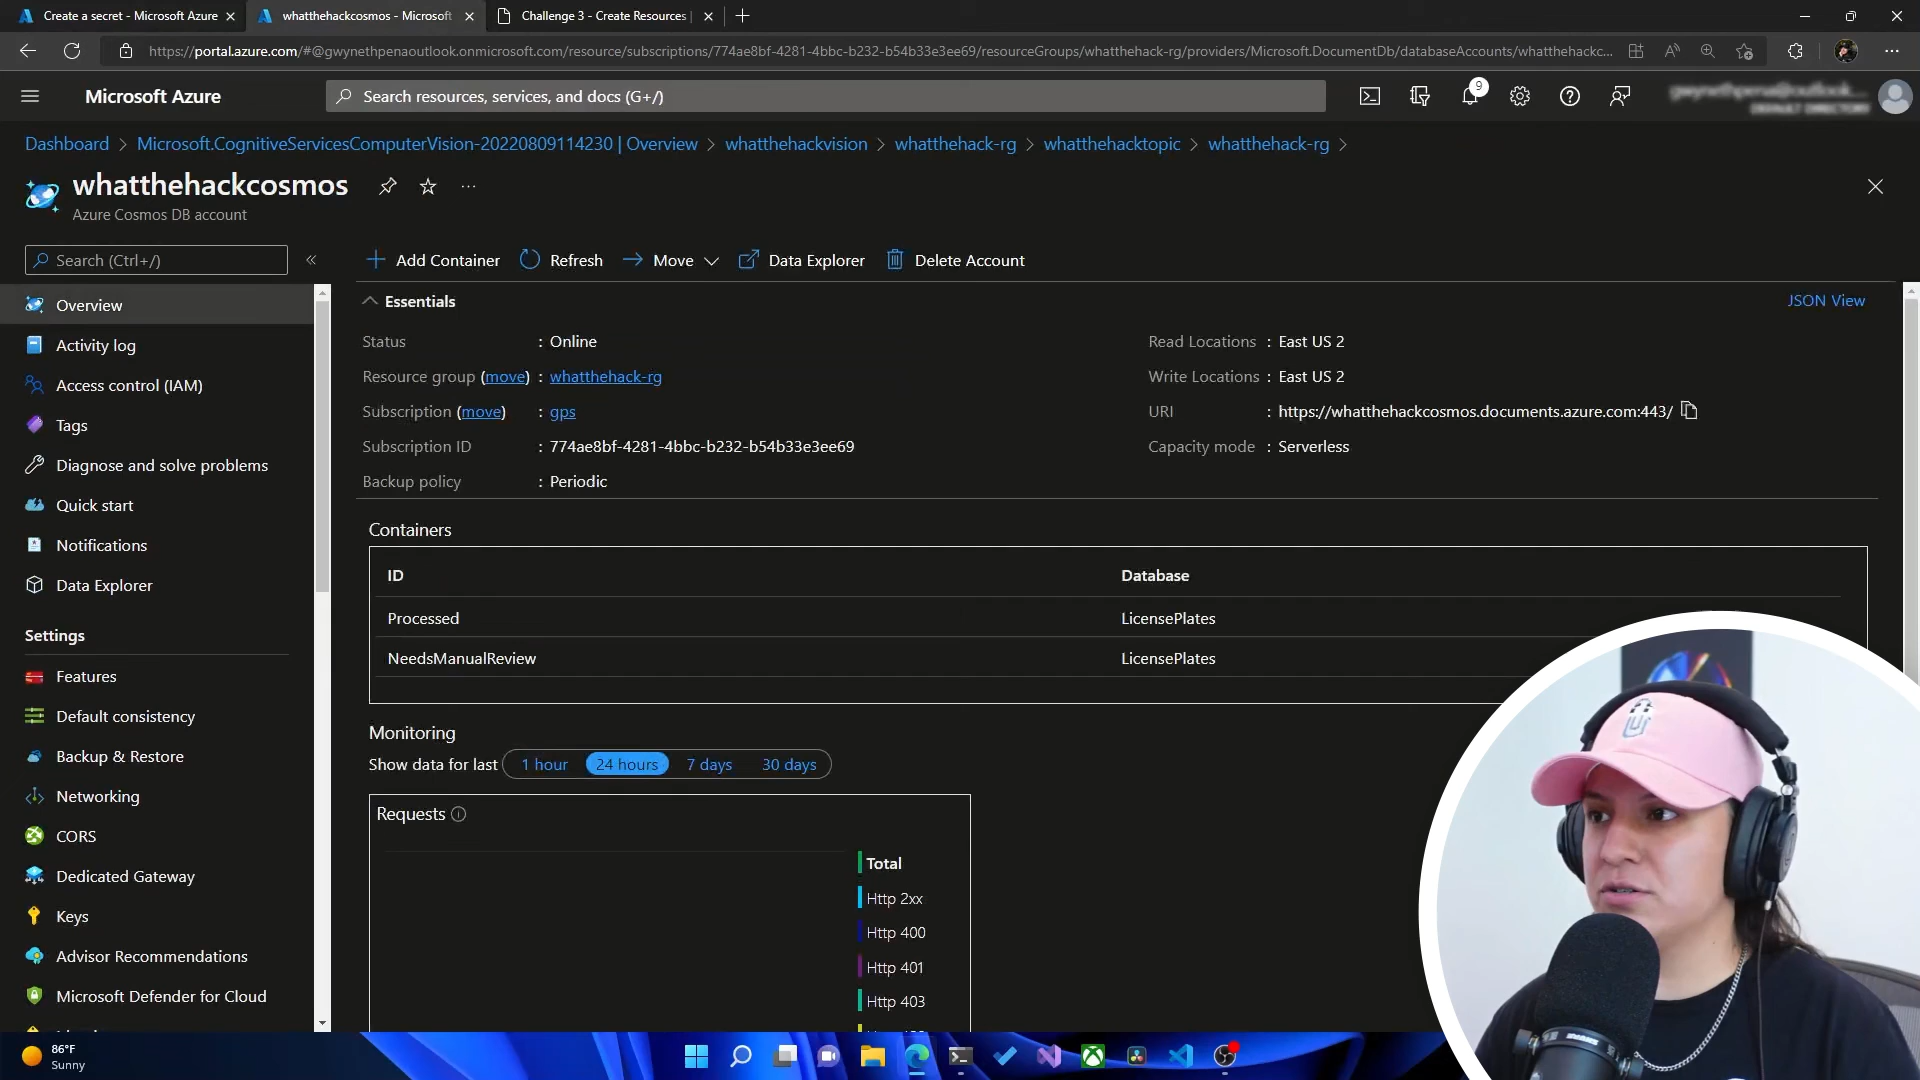 Create a secret - Microsoft Azure
whatthehackcosmos - Microsoft
Challenge 3 - Create Resources |
https://portal.azure.com/#@gwynethpenaoutlook.onmicrosoft.com/resource/subscriptions/774ae8bf-4281-4bbc-b232-b54b33e3ee69/resourceGroups/whatthehack-rg/providers/Microsoft.DocumentDb/databaseAccounts/whatthehackc...
Microsoft Azure
Search resources, services, and docs (G+/)
9
DEFAULT DIRECTORY
Dashboard > Microsoft.CognitiveServicesComputerVision-20220809114230 | Overview > whatthehackvision > whatthehack-rg > whatthehacktopic > whatthehack-rg >
whatthehackcosmos
Azure Cosmos DB account
Search (Ctrl+/)
Add Container
Refresh
Move
Data Explorer
Delete Account
Overview
Activity log
Access control (IAM)
Tags
Diagnose and solve problems
Quick start
Notifications
Data Explorer
Settings
Features
Default consistency
Backup & Restore
Networking
CORS
Dedicated Gateway
Keys
Advisor Recommendations
Microsoft Defender for Cloud
Essentials
JSON View
Status : Online
Resource group (move) : whatthehack-rg
Subscription (move) : gps
Subscription ID : 774ae8bf-4281-4bbc-b232-b54b33e3ee69
Backup policy : Periodic
Read Locations : East US 2
Write Locations : East US 2
URI : https://whatthehackcosmos.documents.azure.com:443/
Capacity mode : Serverless
Containers
ID Database
Processed LicensePlates
NeedsManualReview LicensePlates
Monitoring
Show data for last 1 hour 24 hours 7 days 30 days
Requests
Total
Http 2xx
Http 400
Http 401
Http 403
86°F
Sunny